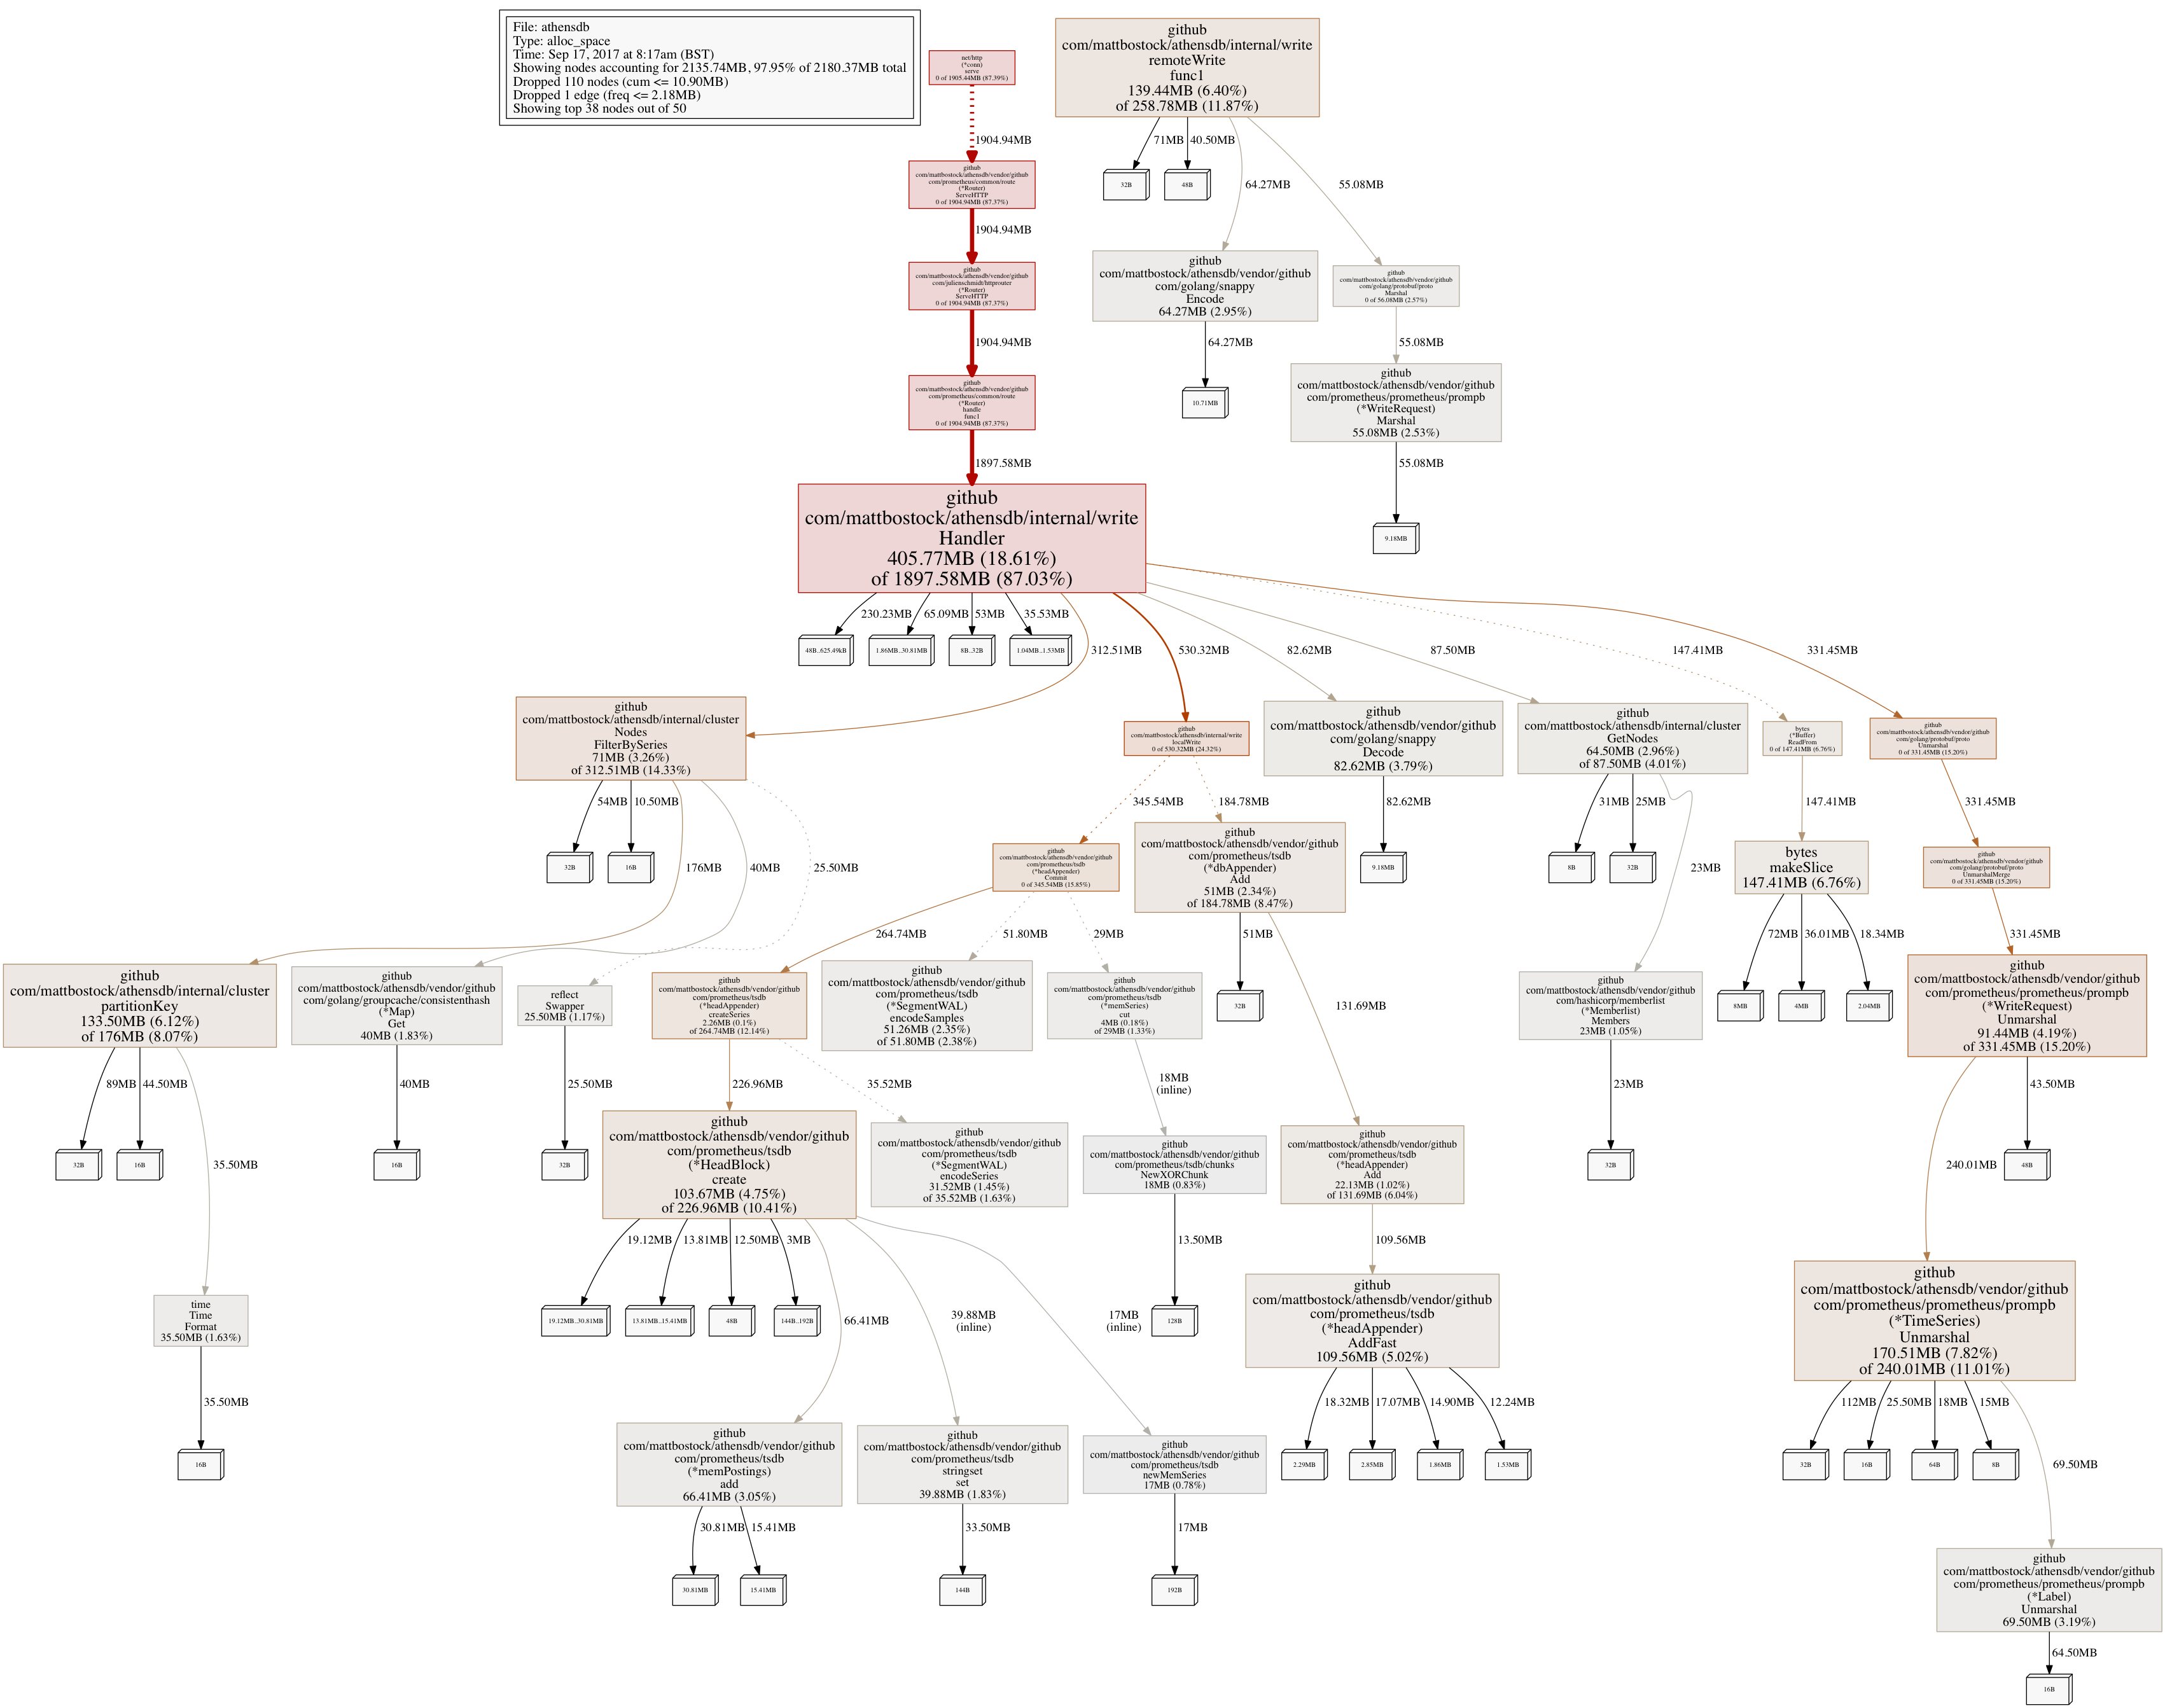 File: athensdb
Type: alloc_space
Time: Sep 17, 2017 at 8:17am (BST)
Showing nodes accounting for 2135.74MB, 97.95% of 2180.37MB total
Dropped 110 nodes (cum <= 10.90MB)
Dropped 1 edge (freq <= 2.18MB)
Showing top 38 nodes out of 50
net/http
(*conn)
serve
0 of 1905.44MB (87.39%)
github
com/mattbostock/athensdb/internal/write
remoteWrite
func1
139.44MB (6.40%)
of 258.78MB (11.87%)
1904.94MB
71MB
40.50MB
64.27MB
55.08MB
github
com/mattbostock/athensdb/vendor/github
com/prometheus/common/route
(*Router)
ServeHTTP
0 of 1904.94MB (87.37%)
32B
48B
1904.94MB
github
com/mattbostock/athensdb/vendor/github
com/julienschmidt/httprouter
(*Router)
ServeHTTP
0 of 1904.94MB (87.37%)
github
com/mattbostock/athensdb/vendor/github
com/golang/snappy
Encode
64.27MB (2.95%)
github
com/mattbostock/athensdb/vendor/github
com/golang/protobuf/proto
Marshal
0 of 56.08MB (2.57%)
1904.94MB
64.27MB
55.08MB
github
com/mattbostock/athensdb/vendor/github
com/prometheus/common/route
(*Router)
handle
func1
0 of 1904.94MB (87.37%)
10.71MB
github
com/mattbostock/athensdb/vendor/github
com/prometheus/prometheus/prompb
(*WriteRequest)
Marshal
55.08MB (2.53%)
1897.58MB
55.08MB
9.18MB
github
com/mattbostock/athensdb/internal/write
Handler
405.77MB (18.61%)
of 1897.58MB (87.03%)
230.23MB
65.09MB
53MB
35.53MB
312.51MB
530.32MB
82.62MB
87.50MB
147.41MB
331.45MB
48B..625.49kB
1.86MB..30.81MB
8B..32B
1.04MB..1.53MB
github
com/mattbostock/athensdb/internal/cluster
Nodes
FilterBySeries
71MB (3.26%)
of 312.51MB (14.33%)
github
com/mattbostock/athensdb/internal/write
localWrite
0 of 530.32MB (24.32%)
github
com/mattbostock/athensdb/vendor/github
com/golang/snappy
Decode
82.62MB (3.79%)
github
com/mattbostock/athensdb/internal/cluster
GetNodes
64.50MB (2.96%)
of 87.50MB (4.01%)
bytes
(*Buffer)
ReadFrom
0 of 147.41MB (6.76%)
github
com/mattbostock/athensdb/vendor/github
com/golang/protobuf/proto
Unmarshal
0 of 331.45MB (15.20%)
54MB
10.50MB
176MB
40MB
25.50MB
345.54MB
184.78MB
82.62MB
31MB
25MB
23MB
147.41MB
331.45MB
32B
16B
github
com/mattbostock/athensdb/vendor/github
com/prometheus/tsdb
(*headAppender)
Commit
0 of 345.54MB (15.85%)
github
com/mattbostock/athensdb/vendor/github
com/prometheus/tsdb
(*dbAppender)
Add
51MB (2.34%)
of 184.78MB (8.47%)
9.18MB
8B
32B
bytes
makeSlice
147.41MB (6.76%)
github
com/mattbostock/athensdb/vendor/github
com/golang/protobuf/proto
UnmarshalMerge
0 of 331.45MB (15.20%)
264.74MB
51.80MB
29MB
51MB
131.69MB
72MB
36.01MB
18.34MB
331.45MB
github
com/mattbostock/athensdb/internal/cluster
partitionKey
133.50MB (6.12%)
of 176MB (8.07%)
github
com/mattbostock/athensdb/vendor/github
com/golang/groupcache/consistenthash
(*Map)
Get
40MB (1.83%)
reflect
Swapper
25.50MB (1.17%)
github
com/mattbostock/athensdb/vendor/github
com/prometheus/tsdb
(*headAppender)
createSeries
2.26MB (0.1%)
of 264.74MB (12.14%)
github
com/mattbostock/athensdb/vendor/github
com/prometheus/tsdb
(*SegmentWAL)
encodeSamples
51.26MB (2.35%)
of 51.80MB (2.38%)
github
com/mattbostock/athensdb/vendor/github
com/prometheus/tsdb
(*memSeries)
cut
4MB (0.18%)
of 29MB (1.33%)
32B
github
com/mattbostock/athensdb/vendor/github
com/hashicorp/memberlist
(*Memberlist)
Members
23MB (1.05%)
8MB
4MB
2.04MB
github
com/mattbostock/athensdb/vendor/github
com/prometheus/prometheus/prompb
(*WriteRequest)
Unmarshal
91.44MB (4.19%)
of 331.45MB (15.20%)
89MB
44.50MB
35.50MB
40MB
25.50MB
226.96MB
35.52MB
18MB
(inline)
23MB
240.01MB
43.50MB
32B
16B
16B
32B
github
com/mattbostock/athensdb/vendor/github
com/prometheus/tsdb
(*HeadBlock)
create
103.67MB (4.75%)
of 226.96MB (10.41%)
github
com/mattbostock/athensdb/vendor/github
com/prometheus/tsdb
(*SegmentWAL)
encodeSeries
31.52MB (1.45%)
of 35.52MB (1.63%)
github
com/mattbostock/athensdb/vendor/github
com/prometheus/tsdb/chunks
NewXORChunk
18MB (0.83%)
github
com/mattbostock/athensdb/vendor/github
com/prometheus/tsdb
(*headAppender)
Add
22.13MB (1.02%)
of 131.69MB (6.04%)
32B
48B
19.12MB
13.81MB
12.50MB
3MB
66.41MB
39.88MB
(inline)
17MB
(inline)
13.50MB
109.56MB
time
Time
Format
35.50MB (1.63%)
19.12MB..30.81MB
13.81MB..15.41MB
48B
144B..192B
128B
github
com/mattbostock/athensdb/vendor/github
com/prometheus/tsdb
(*headAppender)
AddFast
109.56MB (5.02%)
github
com/mattbostock/athensdb/vendor/github
com/prometheus/prometheus/prompb
(*TimeSeries)
Unmarshal
170.51MB (7.82%)
of 240.01MB (11.01%)
35.50MB
18.32MB
17.07MB
14.90MB
12.24MB
112MB
25.50MB
18MB
15MB
69.50MB
16B
github
com/mattbostock/athensdb/vendor/github
com/prometheus/tsdb
(*memPostings)
add
66.41MB (3.05%)
github
com/mattbostock/athensdb/vendor/github
com/prometheus/tsdb
stringset
set
39.88MB (1.83%)
github
com/mattbostock/athensdb/vendor/github
com/prometheus/tsdb
newMemSeries
17MB (0.78%)
2.29MB
2.85MB
1.86MB
1.53MB
32B
16B
64B
8B
30.81MB
15.41MB
33.50MB
17MB
30.81MB
15.41MB
144B
192B
github
com/mattbostock/athensdb/vendor/github
com/prometheus/prometheus/prompb
(*Label)
Unmarshal
69.50MB (3.19%)
64.50MB
16B